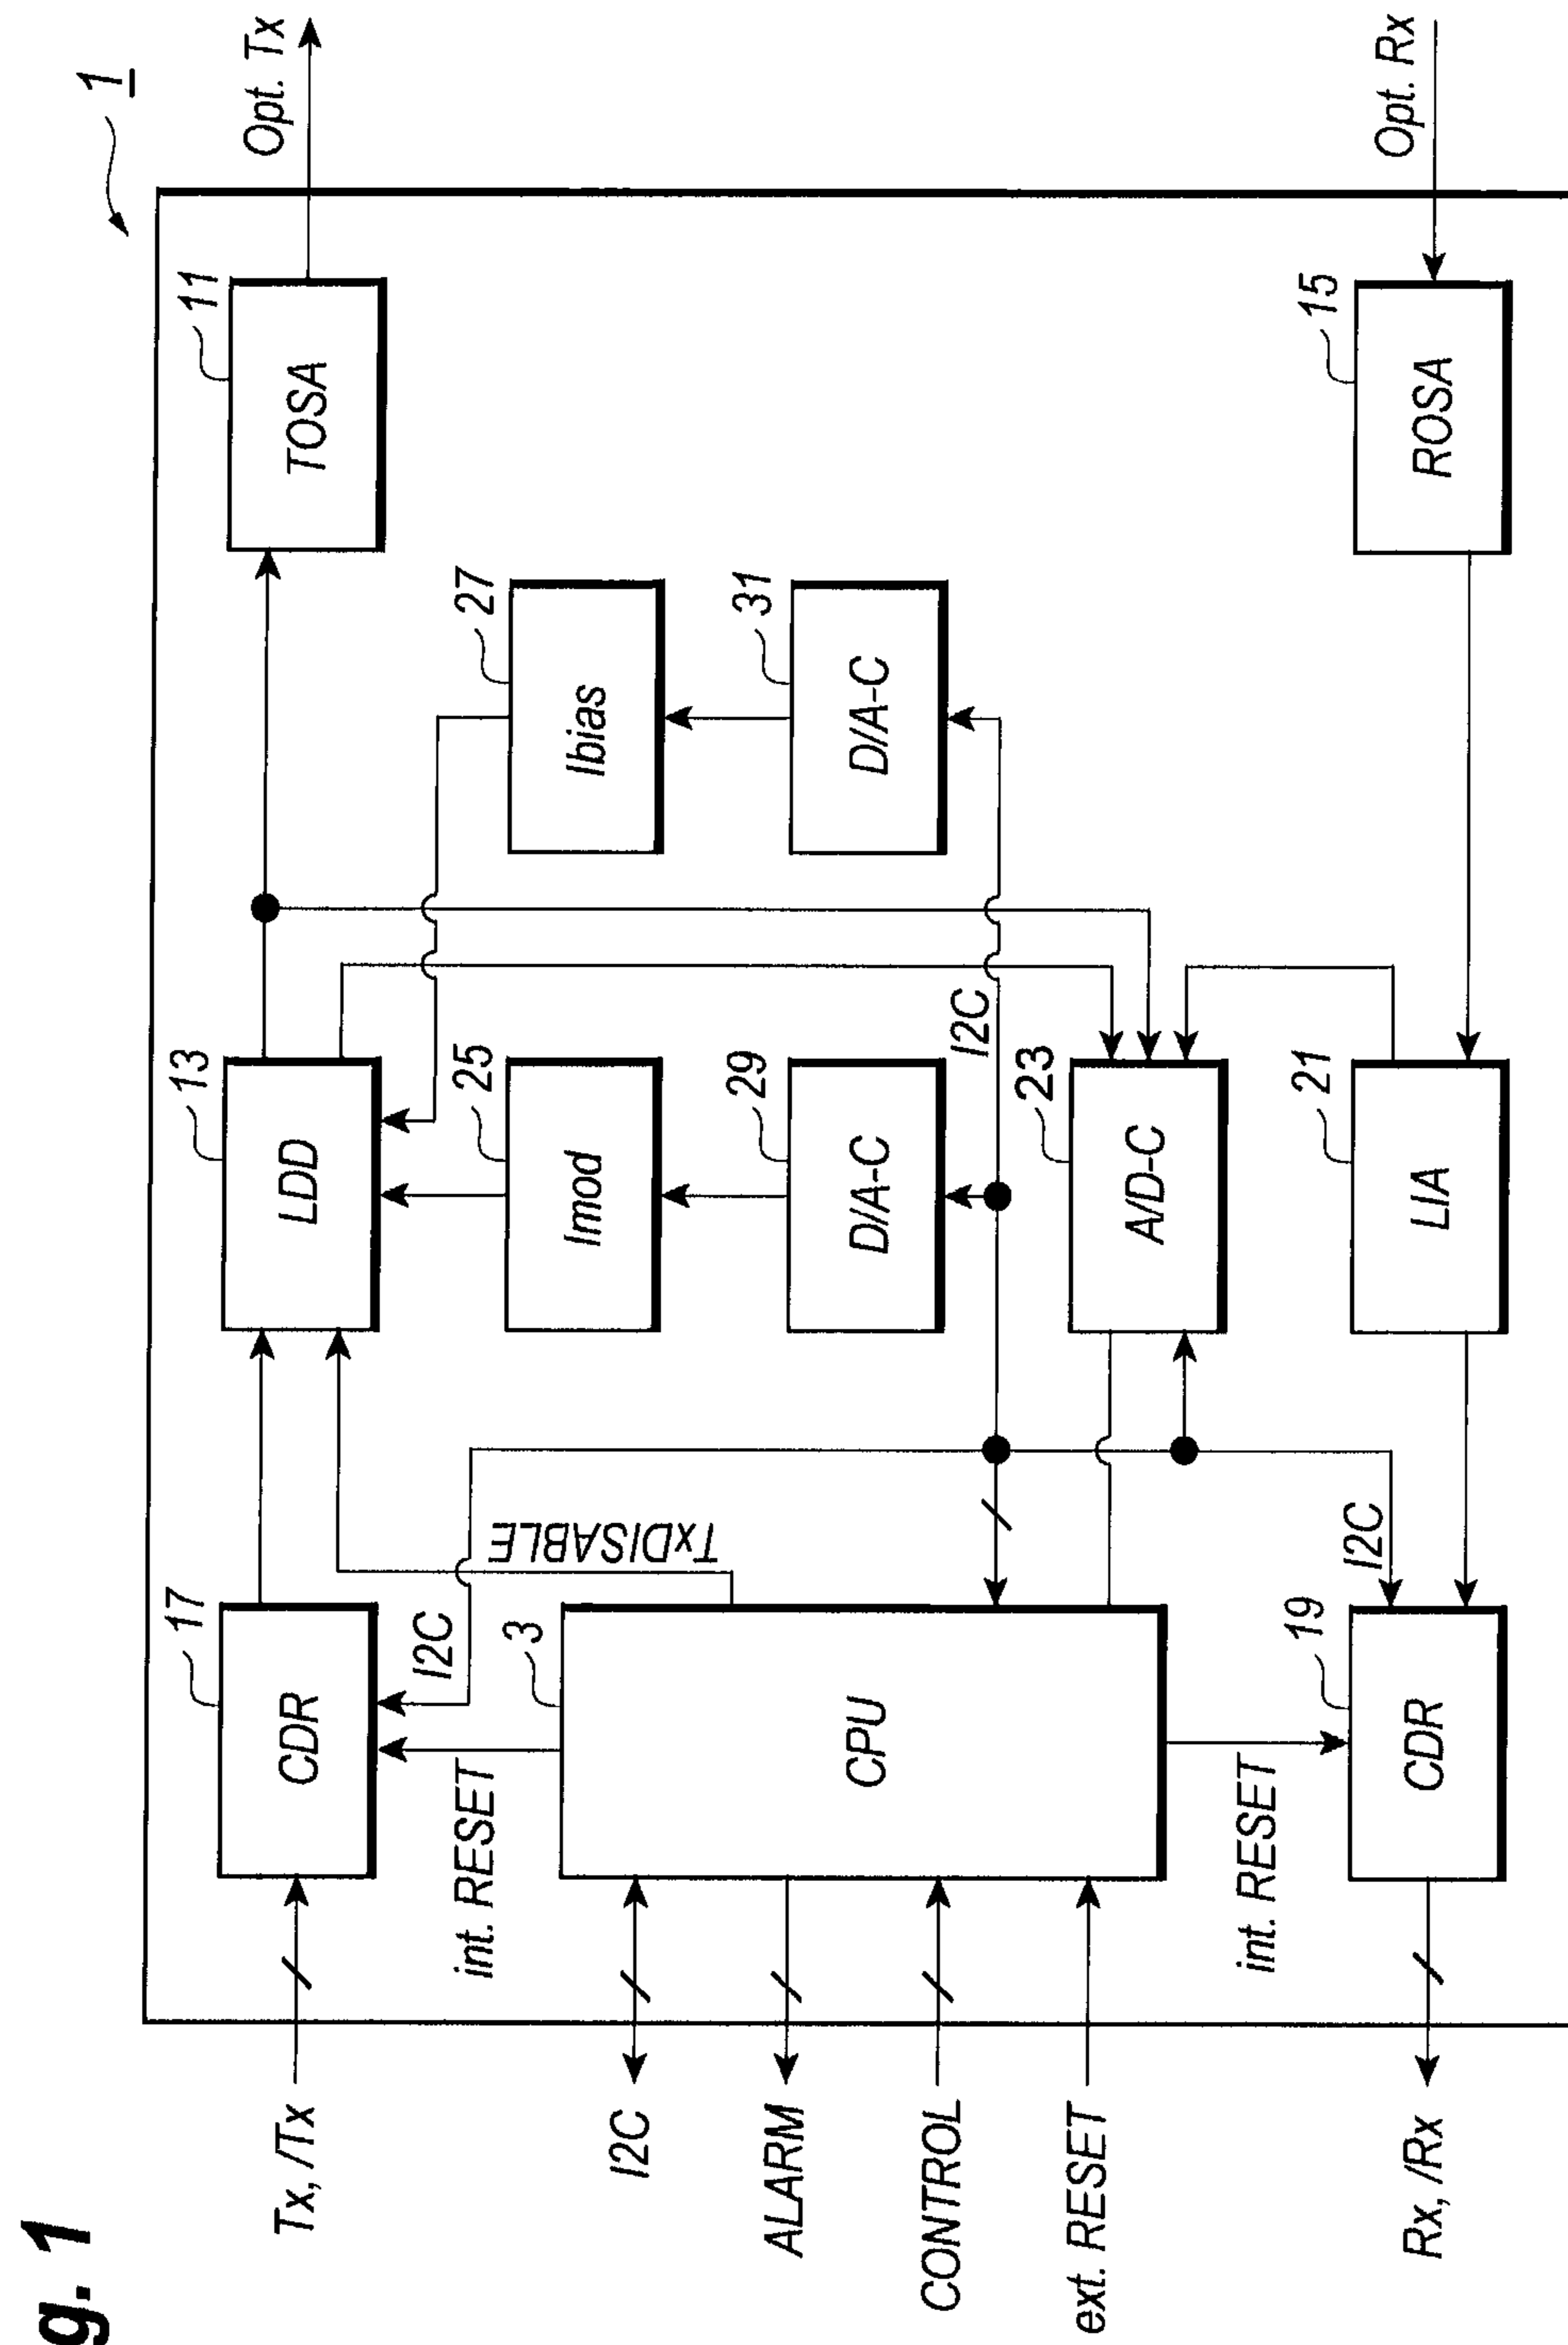 g. 1
1
Tx, /Tx
17
CDR
13
LDD
11
TOSA
Opt. Tx
int. RESET
I2C
TxDISABLE
25
Imod
27
Ibias
I2C
ALARM
CONTROL
ext. RESET
3
CPU
29
D/A-C
31
D/A-C
I2C
23
A/D-C
int. RESET
I2C
Rx, /Rx
19
CDR
21
LIA
15
ROSA
Opt. Rx